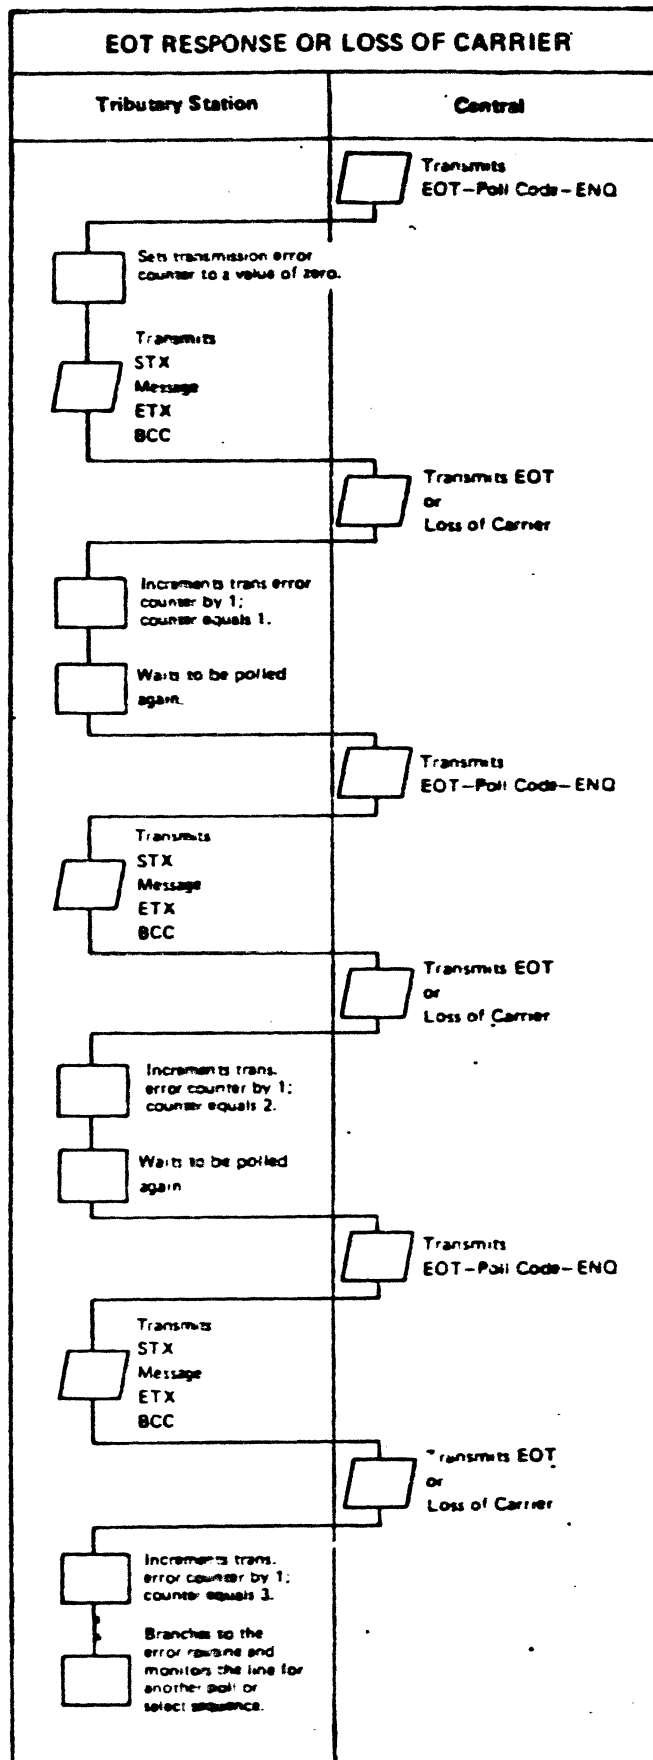 EOT RESPONSE OR LOSS OF CARRIER
Tributary Station
Central
Transmits
EOT-Poll Code-ENQ
Sets transmission error
counter to a value of zero.
Transmits
STX
Message
ETX
BCC
Transmits EOT
or
Loss of Carrier
Increments trans error
counter by 1;
counter equals 1.
Waits to be polled
again.
Transmits
EOT-Poll Code-ENQ
Transmits
STX
Message
ETX
BCC
Transmits EOT
or
Loss of Carrier
Increments trans.
error counter by 1;
counter equals 2.
Waits to be polled
again
Transmits
EOT-Poll Code-ENQ
Transmits
STX
Message
ETX
BCC
Transmits EOT
or
Loss of Carrier
Increments trans.
error counter by 1;
counter equals 3.
Branches to the
error routine and
monitors the line for
another poll or
select sequence.